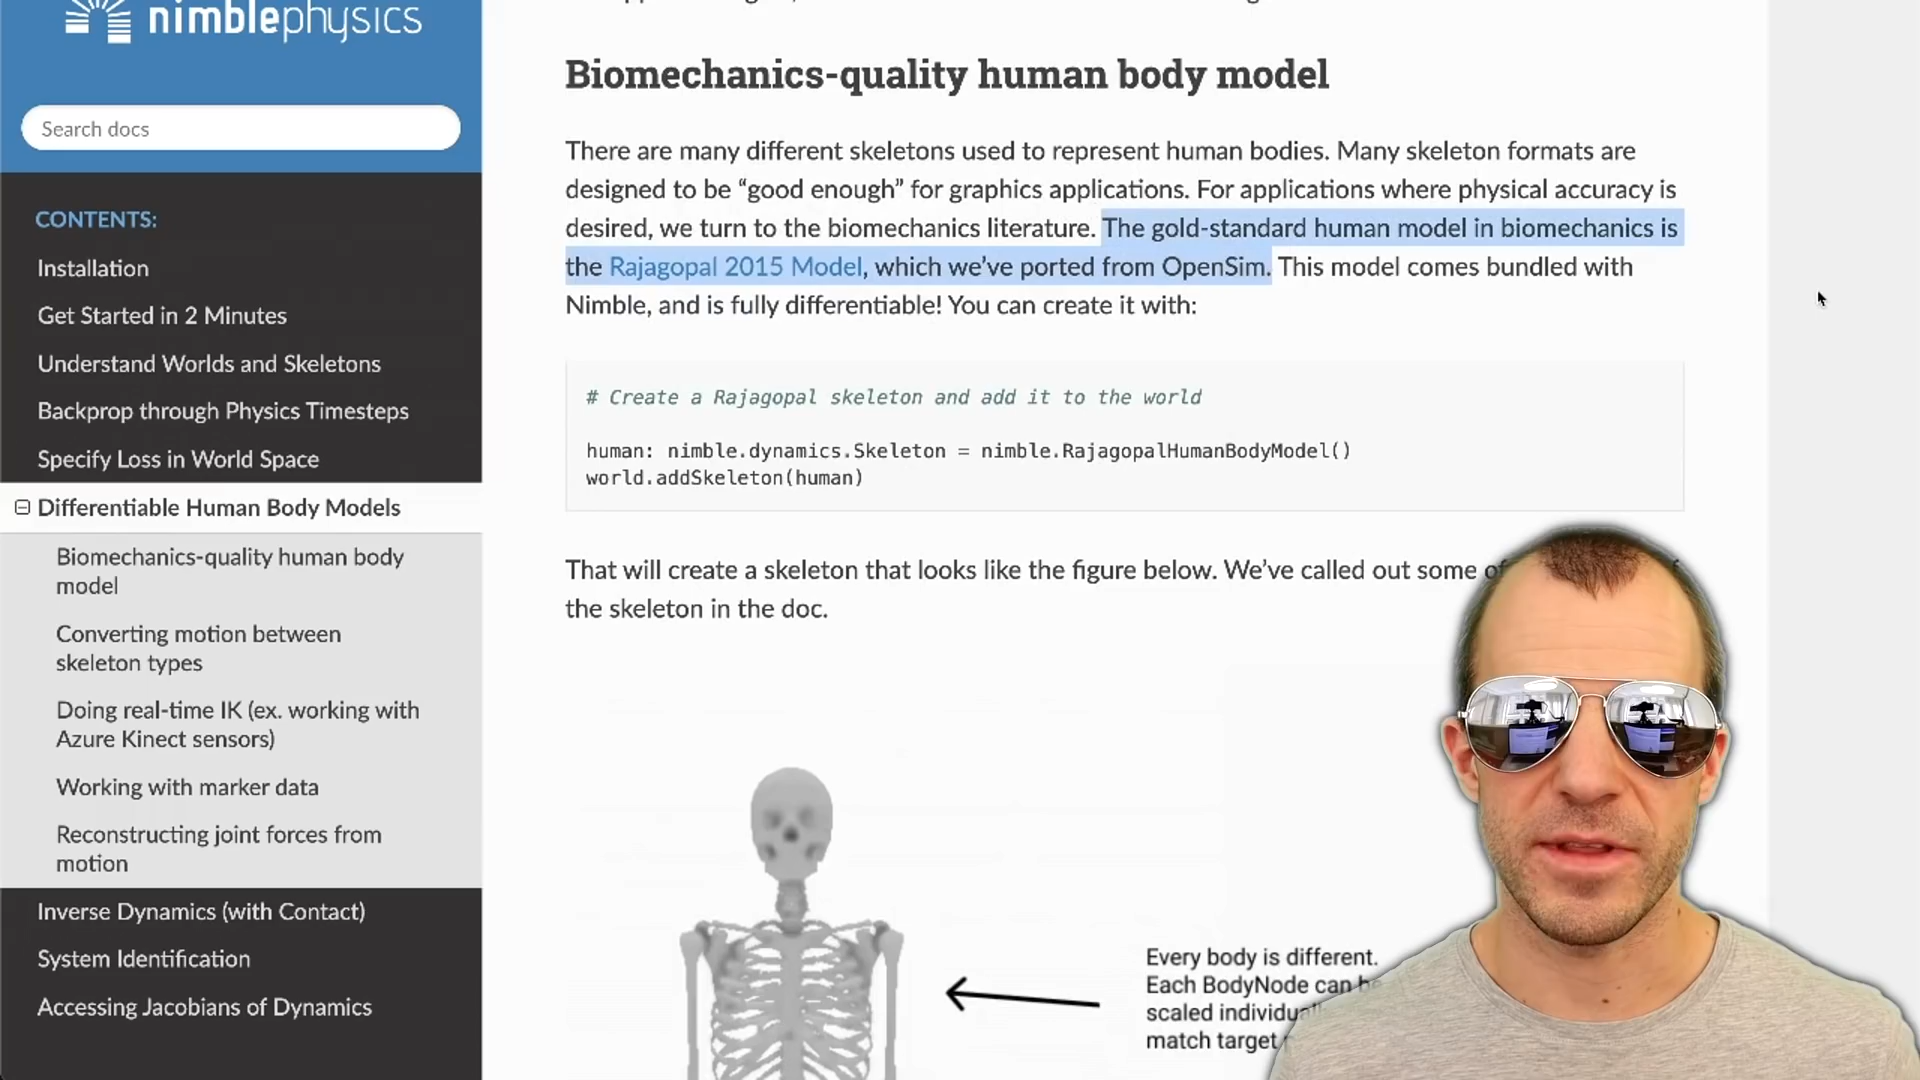 nimblephysics
Search docs
CONTENTS:
Installation
Get Started in 2 Minutes
Understand Worlds and Skeletons
Backprop through Physics Timesteps
Specify Loss in World Space
Differentiable Human Body Models
Biomechanics-quality human body
model
Converting motion between
skeleton types
Doing real-time IK (ex. working with
Azure Kinect sensors)
Working with marker data
Reconstructing joint forces from
motion
Inverse Dynamics (with Contact)
System Identification
Accessing Jacobians of Dynamics
Biomechanics-quality human body model
There are many different skeletons used to represent human bodies. Many skeleton formats are
designed to be “good enough” for graphics applications. For applications where physical accuracy is
desired, we turn to the biomechanics literature. The gold-standard human model in biomechanics is
the Rajagopal 2015 Model, which we’ve ported from OpenSim. This model comes bundled with
Nimble, and is fully differentiable! You can create it with:
# Create a Rajagopal skeleton and add it to the world
human: nimble.dynamics.Skeleton = nimble.RajagopalHumanBodyModel()
world.addSkeleton(human)
That will create a skeleton that looks like the figure below. We’ve called out some
the skeleton in the doc.
Every body is different.
Each BodyNode can
scaled
match target